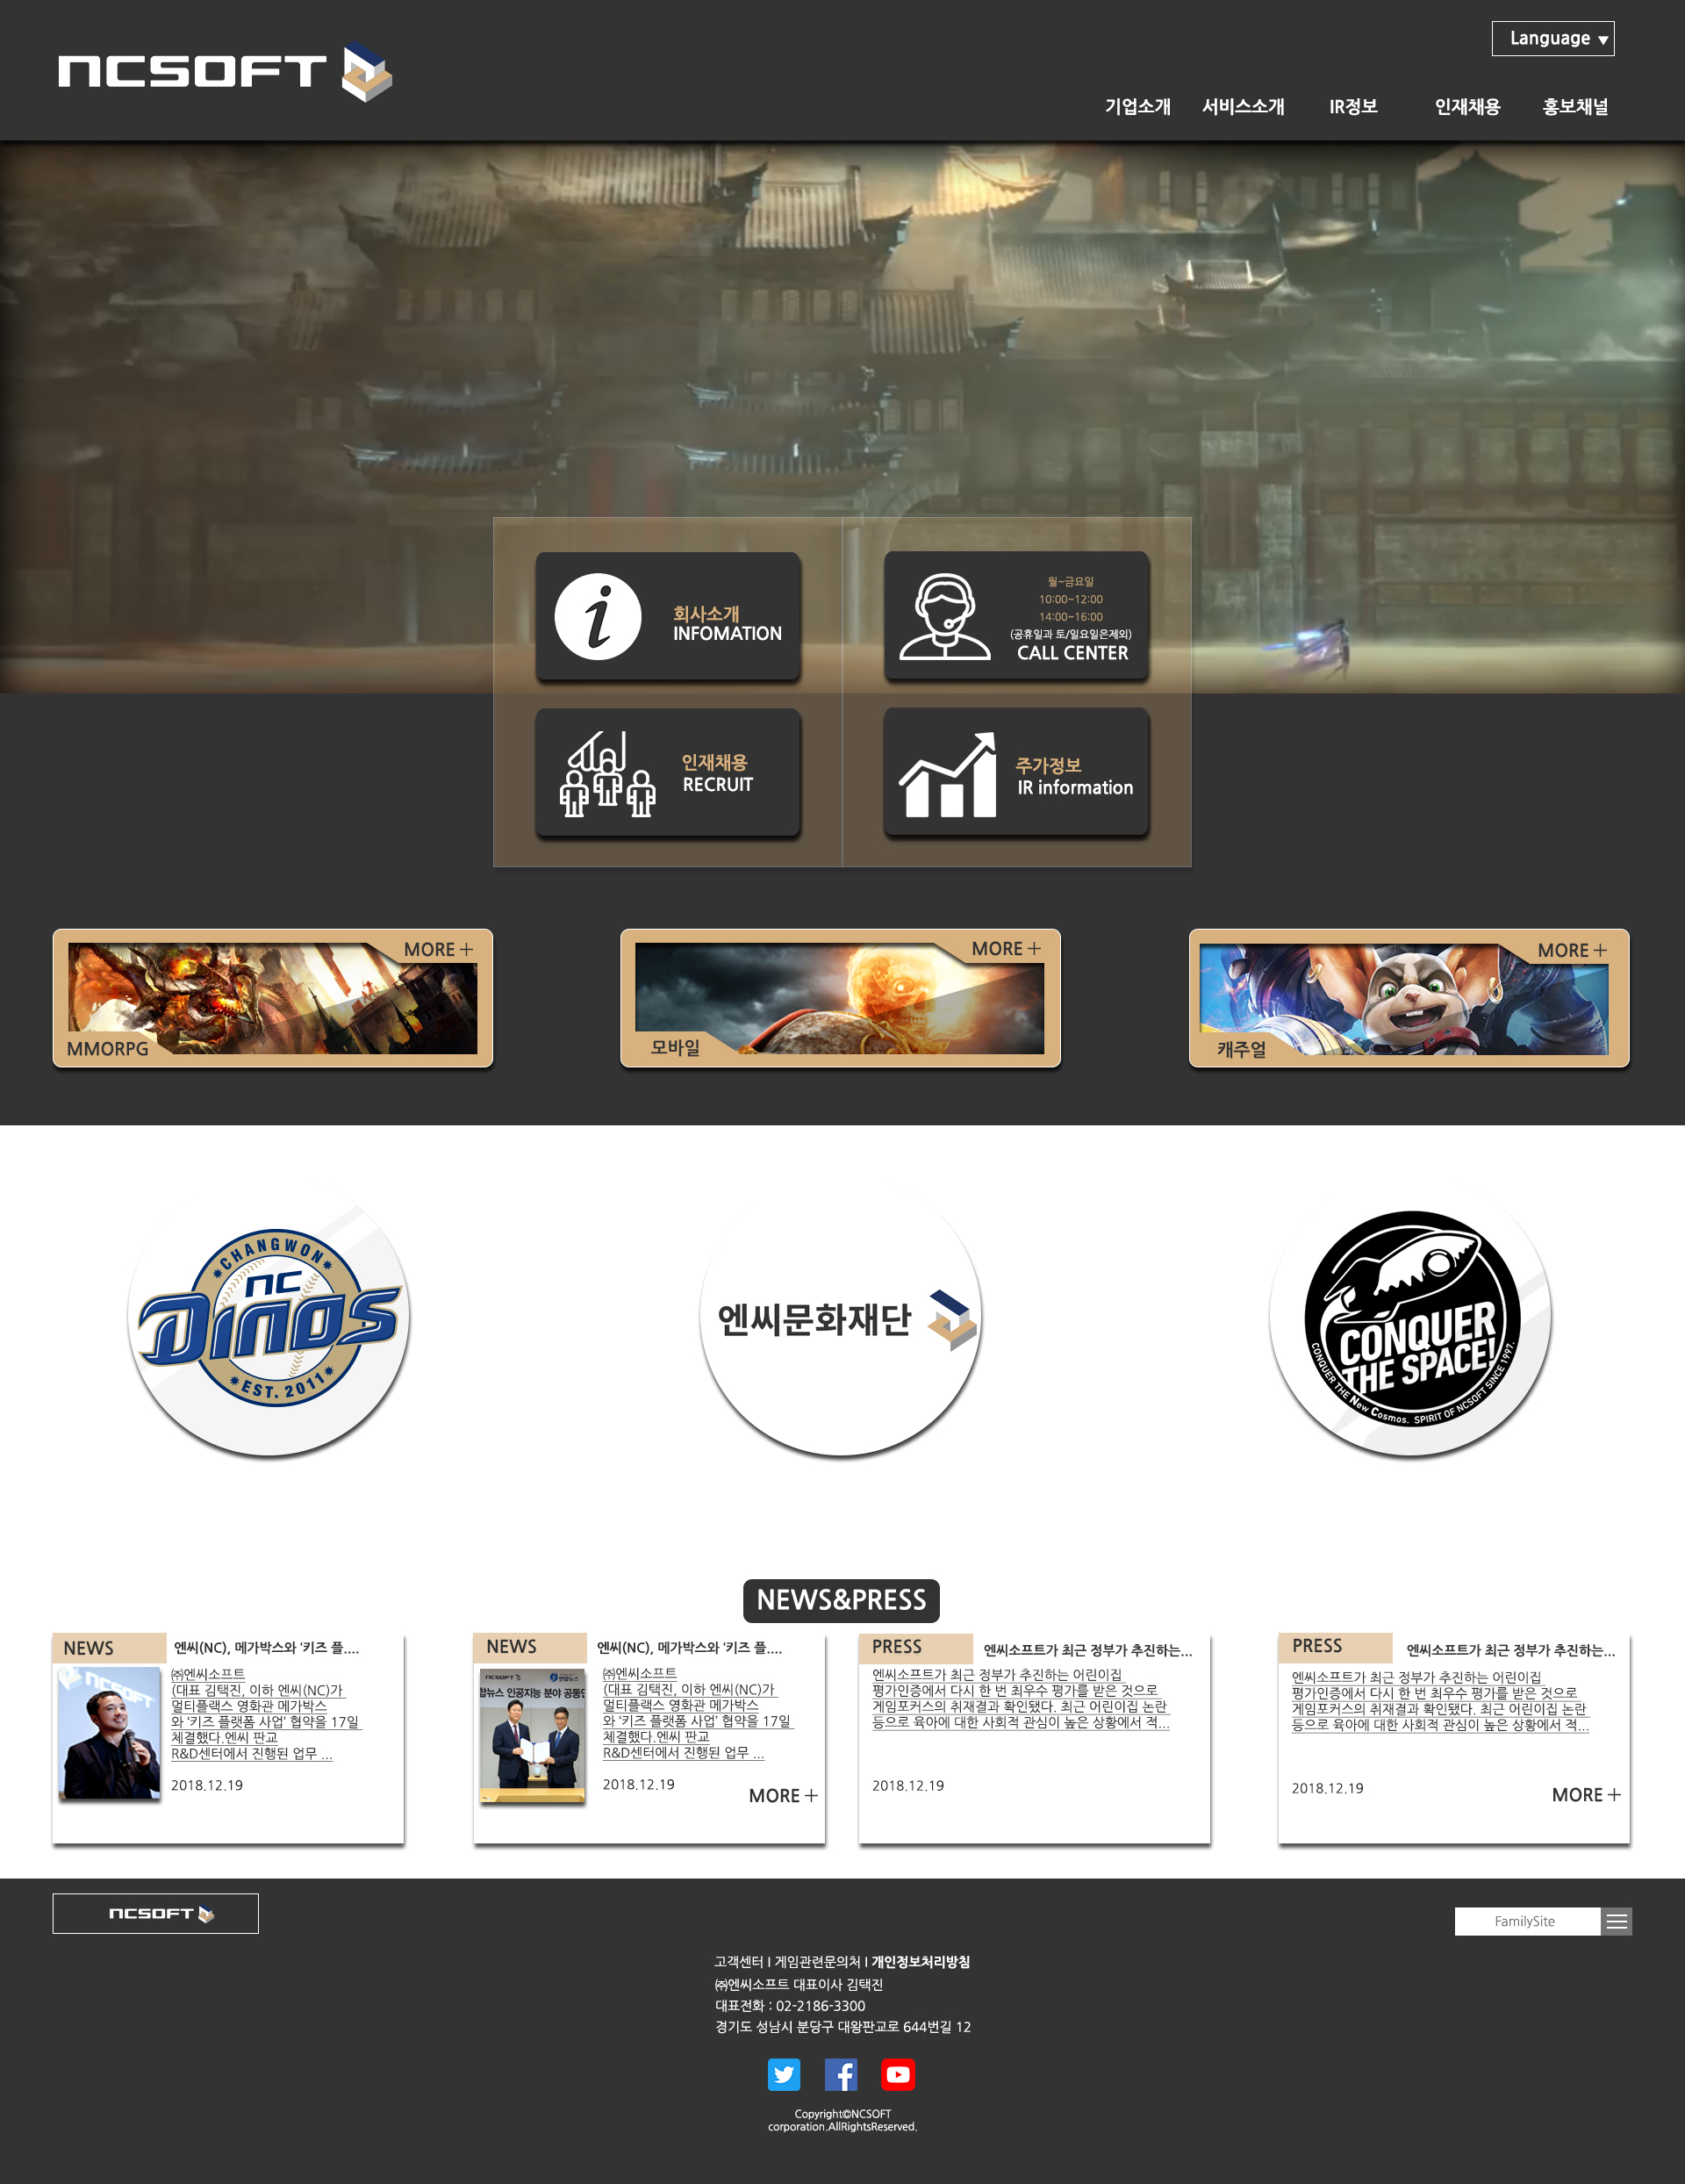 NCSOFT
Language
기업소개 서비스소개 IR정보 인재채용 홍보채널
회사소개
INFOMATION
월~금요일
10:00~12:00
14:00~16:00
(공휴일과 토/일요일은제외)
CALL CENTER
인재채용
RECRUIT
주가정보
IR information
MORE
MMORPG
MORE
모바일
MORE
캐주얼
CHANGWON
NC
DINOS
EST. 2011
엔씨문화재단
CONQUER
THE SPACE!
CONQUER THE New Cosmos. SPIRIT OF NCSOFT SINCE 1997.
NEWS&PRESS
NEWS
엔씨(NC), 메가박스와 '키즈 플....
NCSOFT
㈜엔씨소프트
(대표 김택진, 이하 엔씨(NC)가
멀티플랙스 영화관 메가박스
와 '키즈 플랫폼 사업' 협약을 17일
체결했다.엔씨 판교
R&D센터에서 진행된 업무 ...
2018.12.19
NEWS
엔씨(NC), 메가박스와 '키즈 플....
NCSOFT 연합뉴스
합뉴스 인공지능 분야 공동연
㈜엔씨소프트
(대표 김택진, 이하 엔씨(NC)가
멀티플랙스 영화관 메가박스
와 '키즈 플랫폼 사업' 협약을 17일
체결했다.엔씨 판교
R&D센터에서 진행된 업무 ...
2018.12.19
MORE
PRESS
엔씨소프트가 최근 정부가 추진하는...
엔씨소프트가 최근 정부가 추진하는 어린이집
평가인증에서 다시 한 번 최우수 평가를 받은 것으로
게임포커스의 취재결과 확인됐다. 최근 어린이집 논란
등으로 육아에 대한 사회적 관심이 높은 상황에서 적...
2018.12.19
PRESS
엔씨소프트가 최근 정부가 추진하는...
엔씨소프트가 최근 정부가 추진하는 어린이집
평가인증에서 다시 한 번 최우수 평가를 받은 것으로
게임포커스의 취재결과 확인됐다. 최근 어린이집 논란
등으로 육아에 대한 사회적 관심이 높은 상황에서 적...
2018.12.19
MORE
NCSOFT
FamilySite
고객센터 I 게임관련문의처 I 개인정보처리방침
㈜엔씨소프트 대표이사 김택진
대표전화 : 02-2186-3300
경기도 성남시 분당구 대왕판교로 644번길 12
Copyright©NCSOFT
corporation.AllRightsReserved.